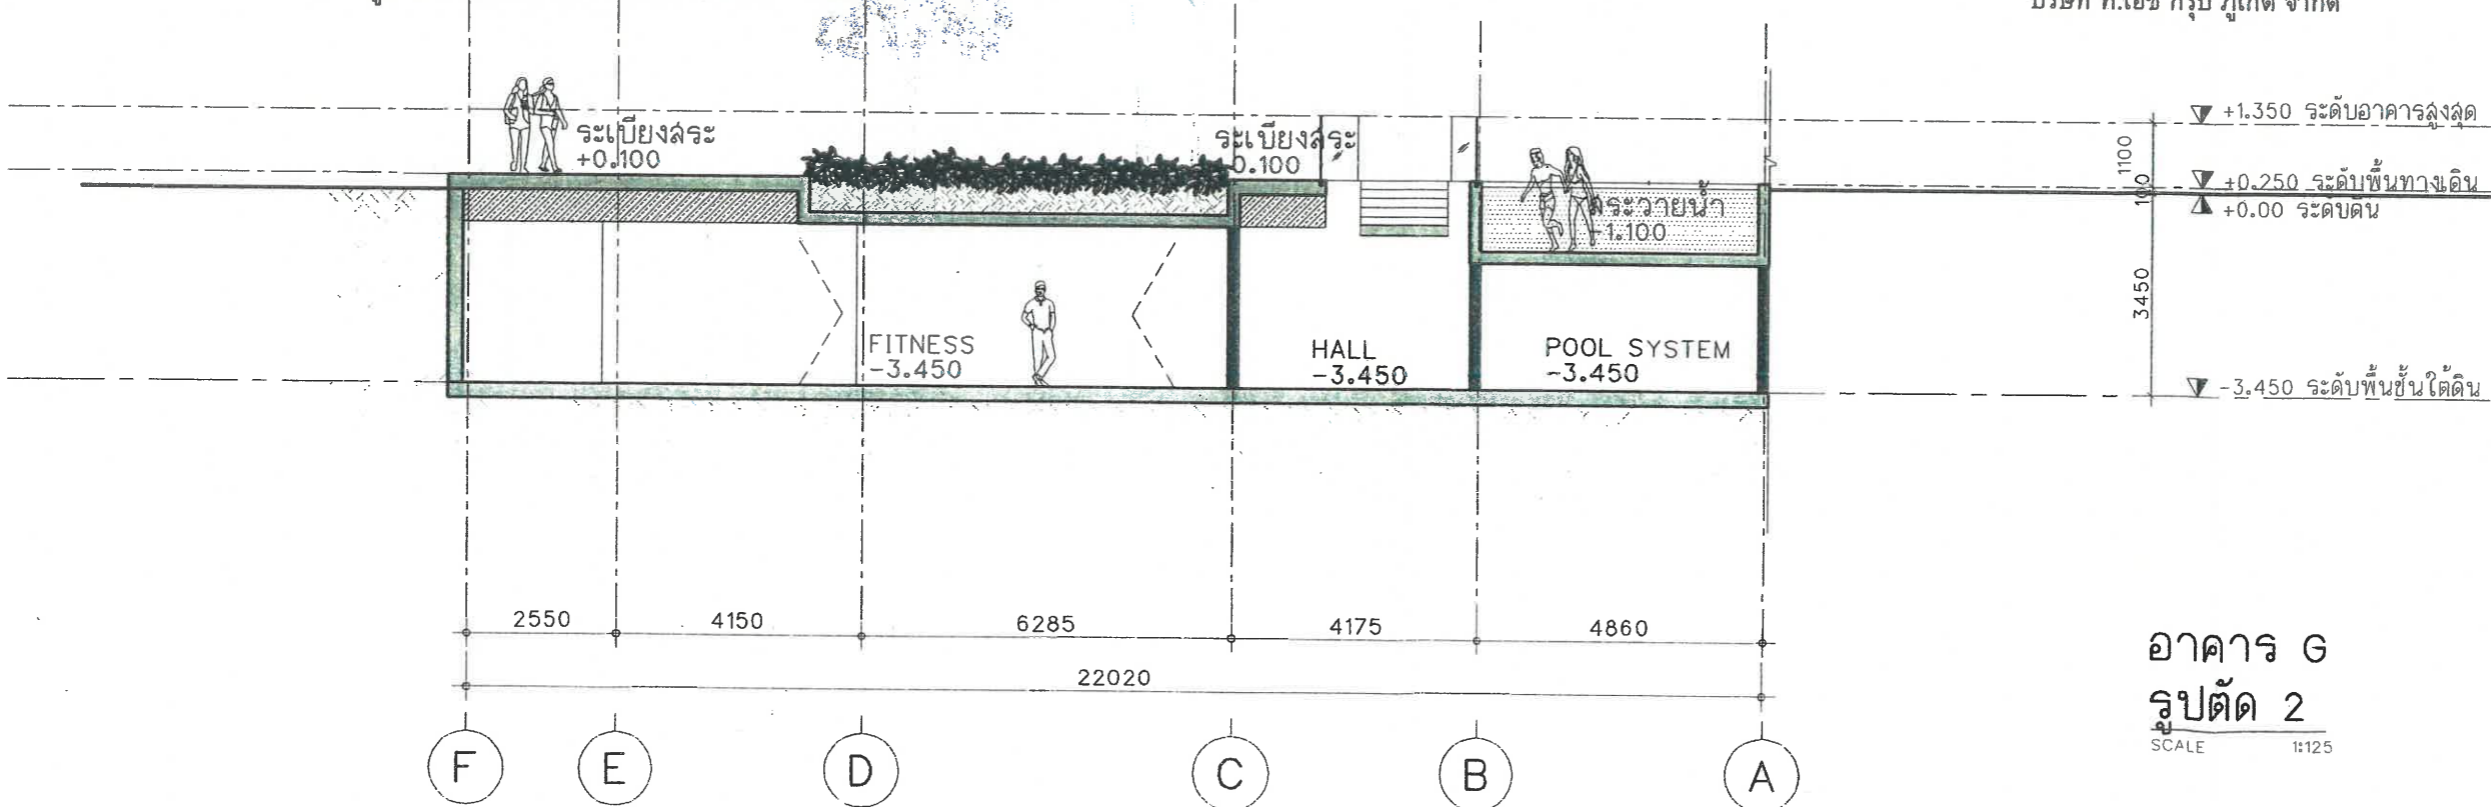 ระเบียงสระ
+0.100
ระเบียงสระ
0.100
สระวายน้ำ
-1.100
+1.350 ระดับอาคารสูงสุด
+0.250 ระดับพื้นทางเดิน
+0.00 ระดับดิน
-3.450 ระดับพื้นชั้นใต้ดิน
1100
100
3450
FITNESS
-3.450
HALL
-3.450
POOL SYSTEM
-3.450
2550
4150
6285
4175
4860
22020
F
E
D
C
B
A
อาคาร G
รูปตัด 2
SCALE 1:125